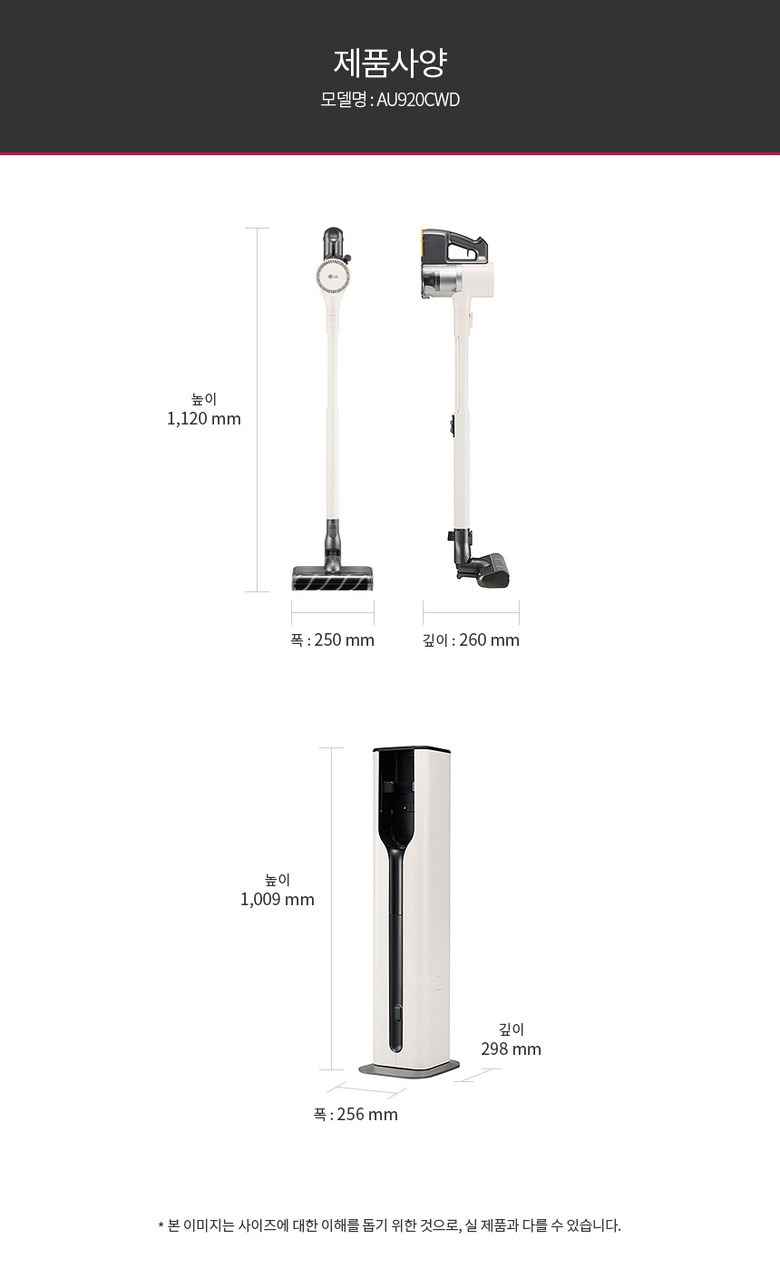 제품사양
모델명 : AU920CWD
LG
높이
1,120 mm
폭 : 250 mm
깊이 : 260 mm
높이
1,009 mm
깊이
298 mm
폭 : 256 mm
* 본 이미지는 사이즈에 대한 이해를 돕기 위한 것으로, 실 제품과 다를 수 있습니다.